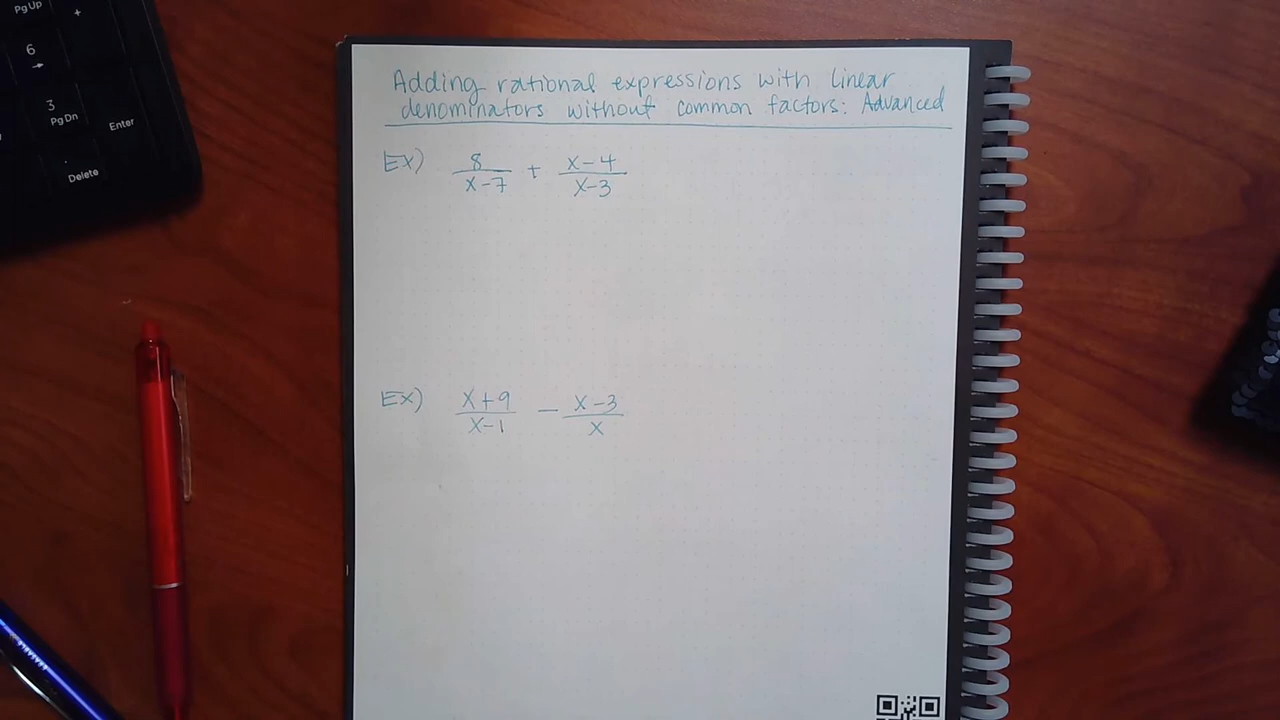 PgUp
+
6
3
PgDn
Enter
Delete
Adding rational expressions with linear
denominators without common factors: Advanced
Ex) 8/(x-7) + (x-4)/(x-3)
Ex) (x+9)/(x-1) - (x-3)/x